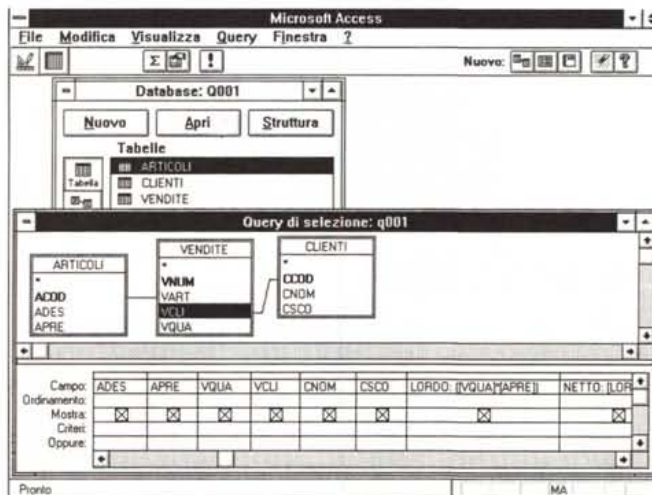 Microsoft Access
File Modifica Visualizza Query Finestra ?
Nuovo:
Database: Q001
Nuovo Apri Struttura
Tabelle
Tabella
ARTICOLI
CLIENTI
VENDITE
Query di selezione: q001
ARTICOLI
*
ACOD
ADES
APRE
VENDITE
*
VNUM
VART
VCLI
VQUA
CLIENTI
*
CCOD
CNOM
CSCO
Campo: ADES APRE VQUA VCLI CNOM CSCO LORDO: ([VQUA]*[APRE]) NETTO: [LOR
Ordinamento:
Mostra:
Criteri:
Oppure:
Pronto MA